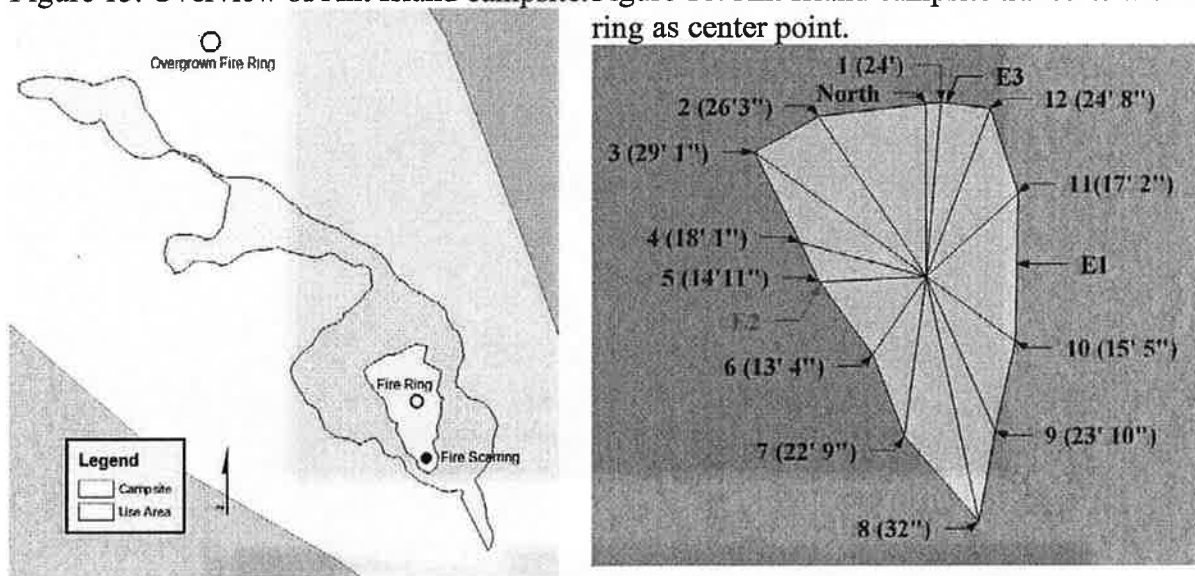 ring as center point.
Overgrown Fire Ring
Fire Ring
Fire Scarring
Legend
Campsite
Use Area
1 (24')
E3
North
12 (24' 8")
2 (26'3")
3 (29' 1")
11(17' 2")
4 (18' 1")
E1
5 (14'11")
E2
6 (13' 4")
10 (15' 5")
7 (22' 9")
9 (23' 10")
8 (32")